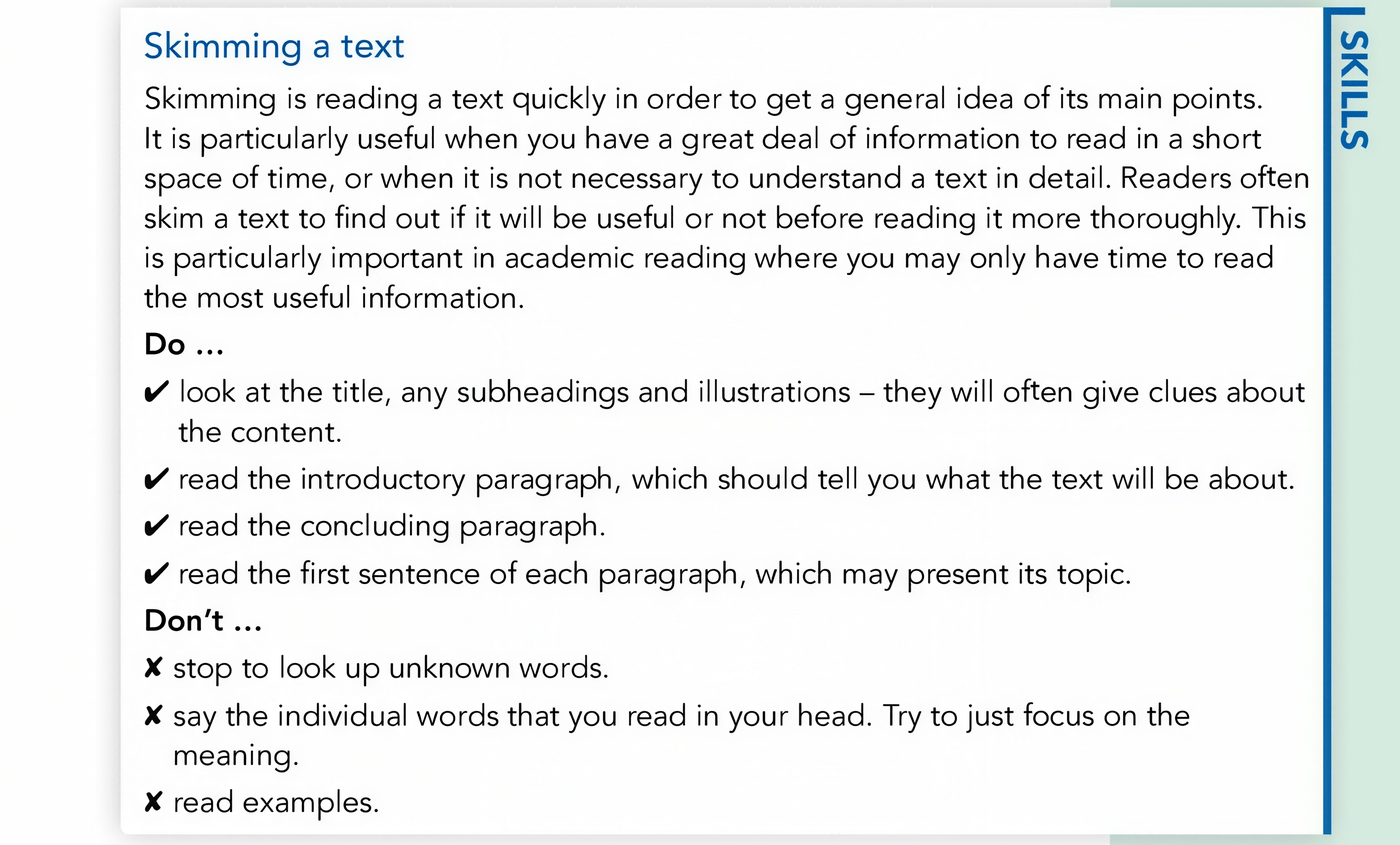 Skimming a text
Skimming is reading a text quickly in order to get a general idea of its main points.
It is particularly useful when you have a great deal of information to read in a short
space of time, or when it is not necessary to understand a text in detail. Readers often
skim a text to find out if it will be useful or not before reading it more thoroughly. This
is particularly important in academic reading where you may only have time to read
the most useful information.
Do …
✔ look at the title, any subheadings and illustrations – they will often give clues about
the content.
✔ read the introductory paragraph, which should tell you what the text will be about.
✔ read the concluding paragraph.
✔ read the first sentence of each paragraph, which may present its topic.
Don’t …
✘ stop to look up unknown words.
✘ say the individual words that you read in your head. Try to just focus on the
meaning.
✘ read examples.
SKILLS